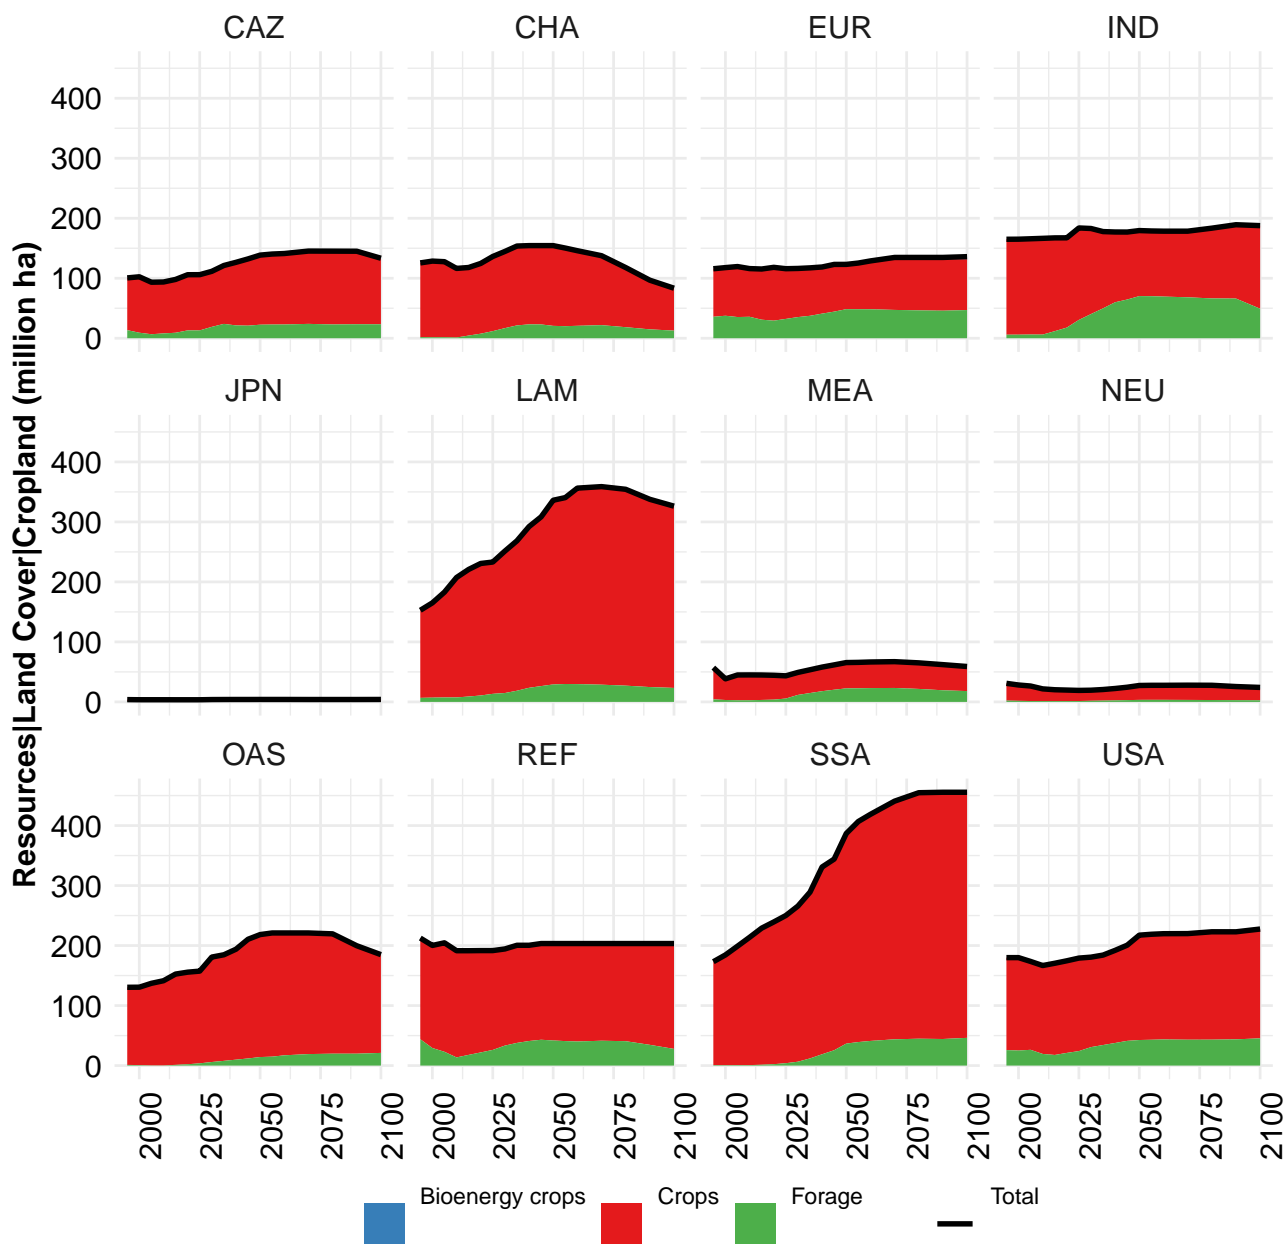 CAZ CHA EUR IND
400
300
200
100
0
JPN LAM MEA NEU
400
300
200
100
0
Resources|Land Cover|Cropland (million ha)
OAS REF SSA USA
400
300
200
100
0
2000 2025 2050 2075 2100 2000 2025 2050 2075 2100 2000 2025 2050 2075 2100 2000 2025 2050 2075 2100
Bioenergy crops Crops Forage Total